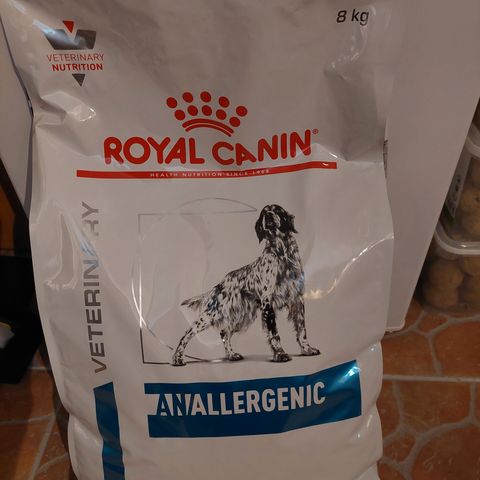 8 kg
VETERINARY
NUTRITION
ROYAL CANIN®
HEALTH NUTRITION SINCE 1968
VETERINARY
ANALLERGENIC